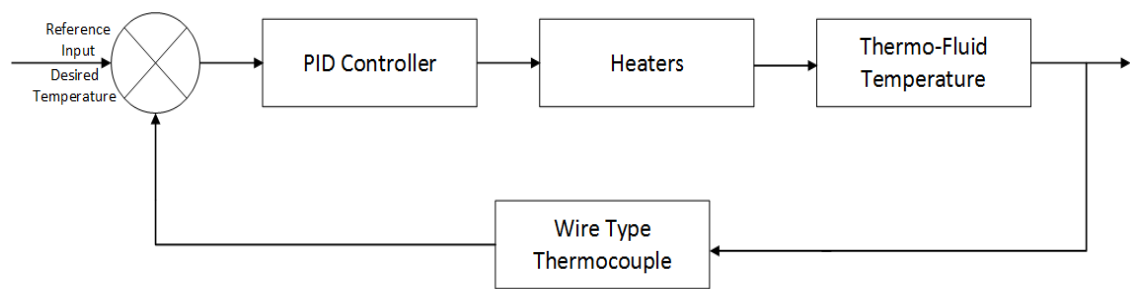 Reference
Input
Desired
Temperature
PID Controller
Heaters
Thermo-Fluid
Temperature
Wire Type
Thermocouple